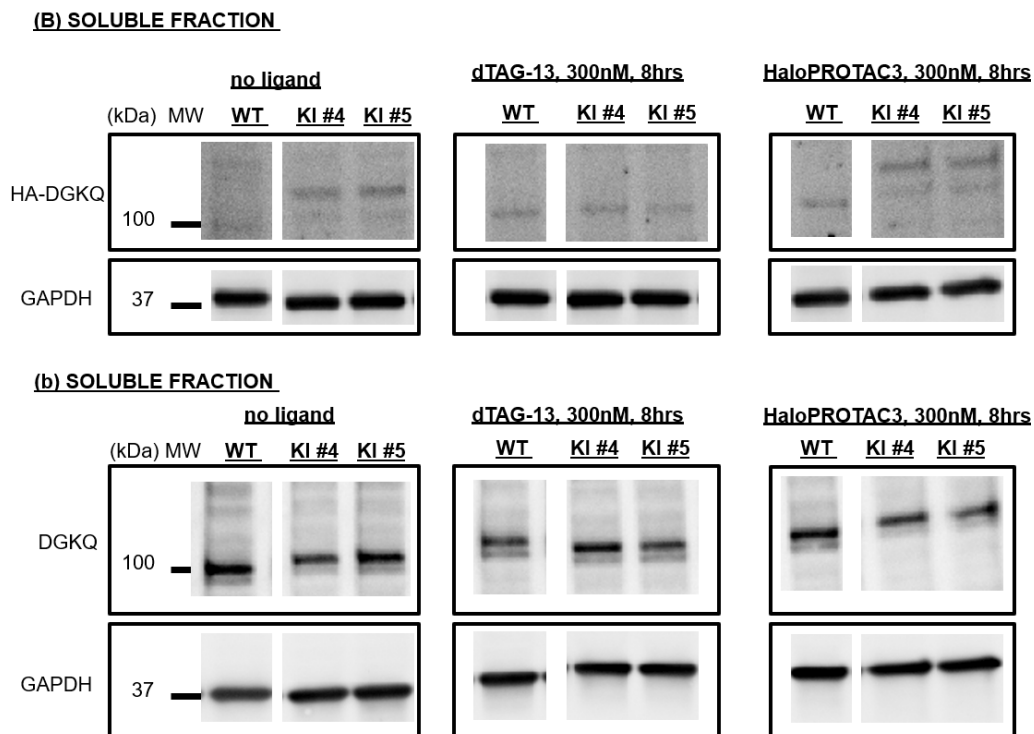 (B) SOLUBLE FRACTION
no ligand
dTAG-13, 300nM, 8hrs
HaloPROTAC3, 300nM, 8hrs
(kDa) MW WT KI #4 KI #5
WT KI #4 KI #5
WT KI #4 KI #5
HA-DGKQ
100
GAPDH
37
(b) SOLUBLE FRACTION
no ligand
dTAG-13, 300nM, 8hrs
HaloPROTAC3, 300nM, 8hrs
(kDa) MW WT KI #4 KI #5
WT KI #4 KI #5
WT KI #4 KI #5
DGKQ
100
GAPDH
37